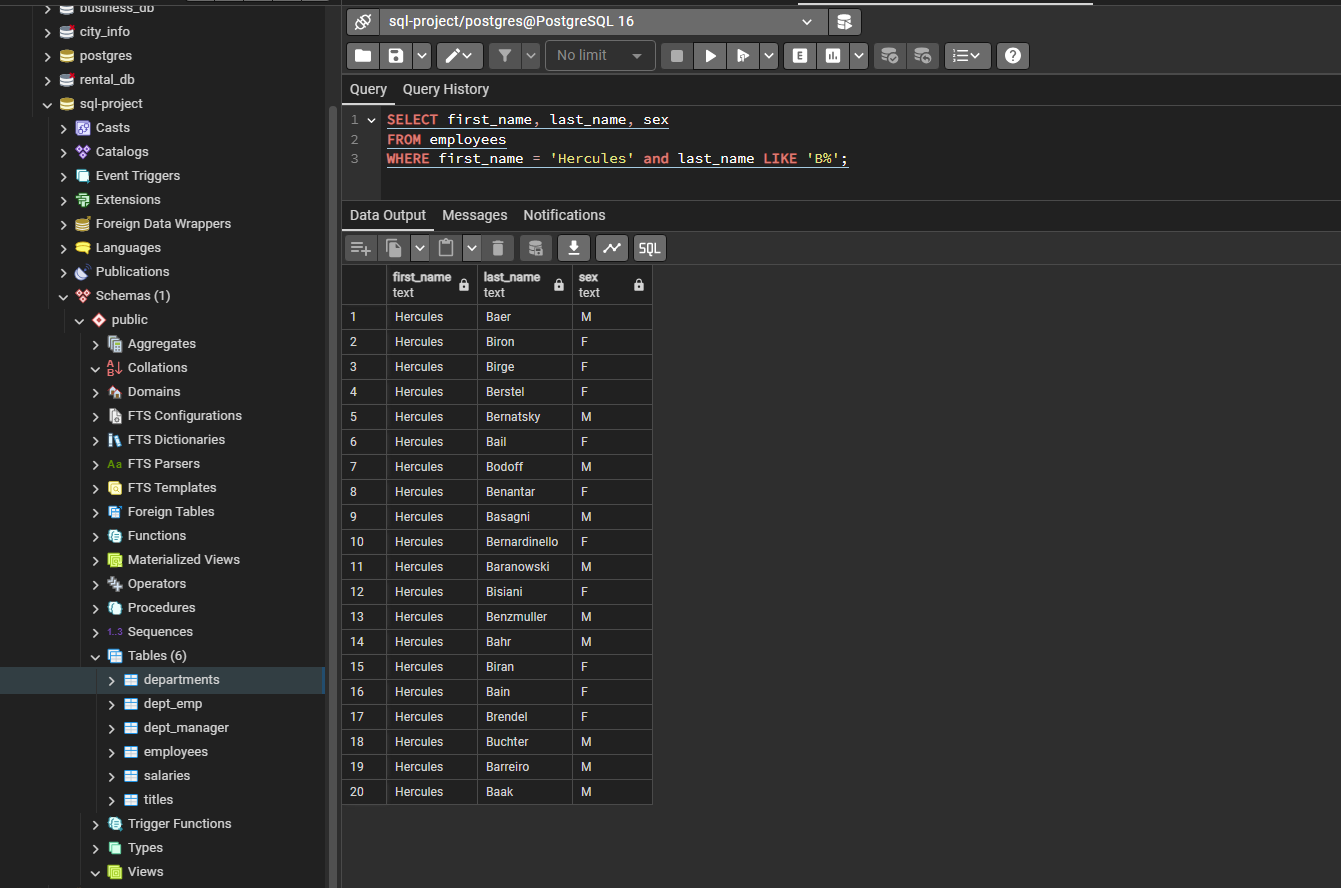 business_db
city_info
postgres
rental_db
sql-project
Casts
Catalogs
Event Triggers
Extensions
Foreign Data Wrappers
Languages
Publications
Schemas (1)
public
Aggregates
Collations
Domains
FTS Configurations
FTS Dictionaries
Aa FTS Parsers
FTS Templates
Foreign Tables
Functions
Materialized Views
Operators
Procedures
1..3 Sequences
Tables (6)
departments
dept_emp
dept_manager
employees
salaries
titles
Trigger Functions
Types
Views
sql-project/postgres@PostgreSQL 16
No limit
E
Query Query History
1 SELECT first_name, last_name, sex
2 FROM employees
3 WHERE first_name = 'Hercules' and last_name LIKE 'B%';
Data Output Messages Notifications
SQL
first_name last_name sex
text text text
1 Hercules Baer M
2 Hercules Biron F
3 Hercules Birge F
4 Hercules Berstel F
5 Hercules Bernatsky M
6 Hercules Bail F
7 Hercules Bodoff M
8 Hercules Benantar F
9 Hercules Basagni M
10 Hercules Bernardinello F
11 Hercules Baranowski M
12 Hercules Bisiani F
13 Hercules Benzmuller M
14 Hercules Bahr M
15 Hercules Biran F
16 Hercules Bain F
17 Hercules Brendel F
18 Hercules Buchter M
19 Hercules Barreiro M
20 Hercules Baak M